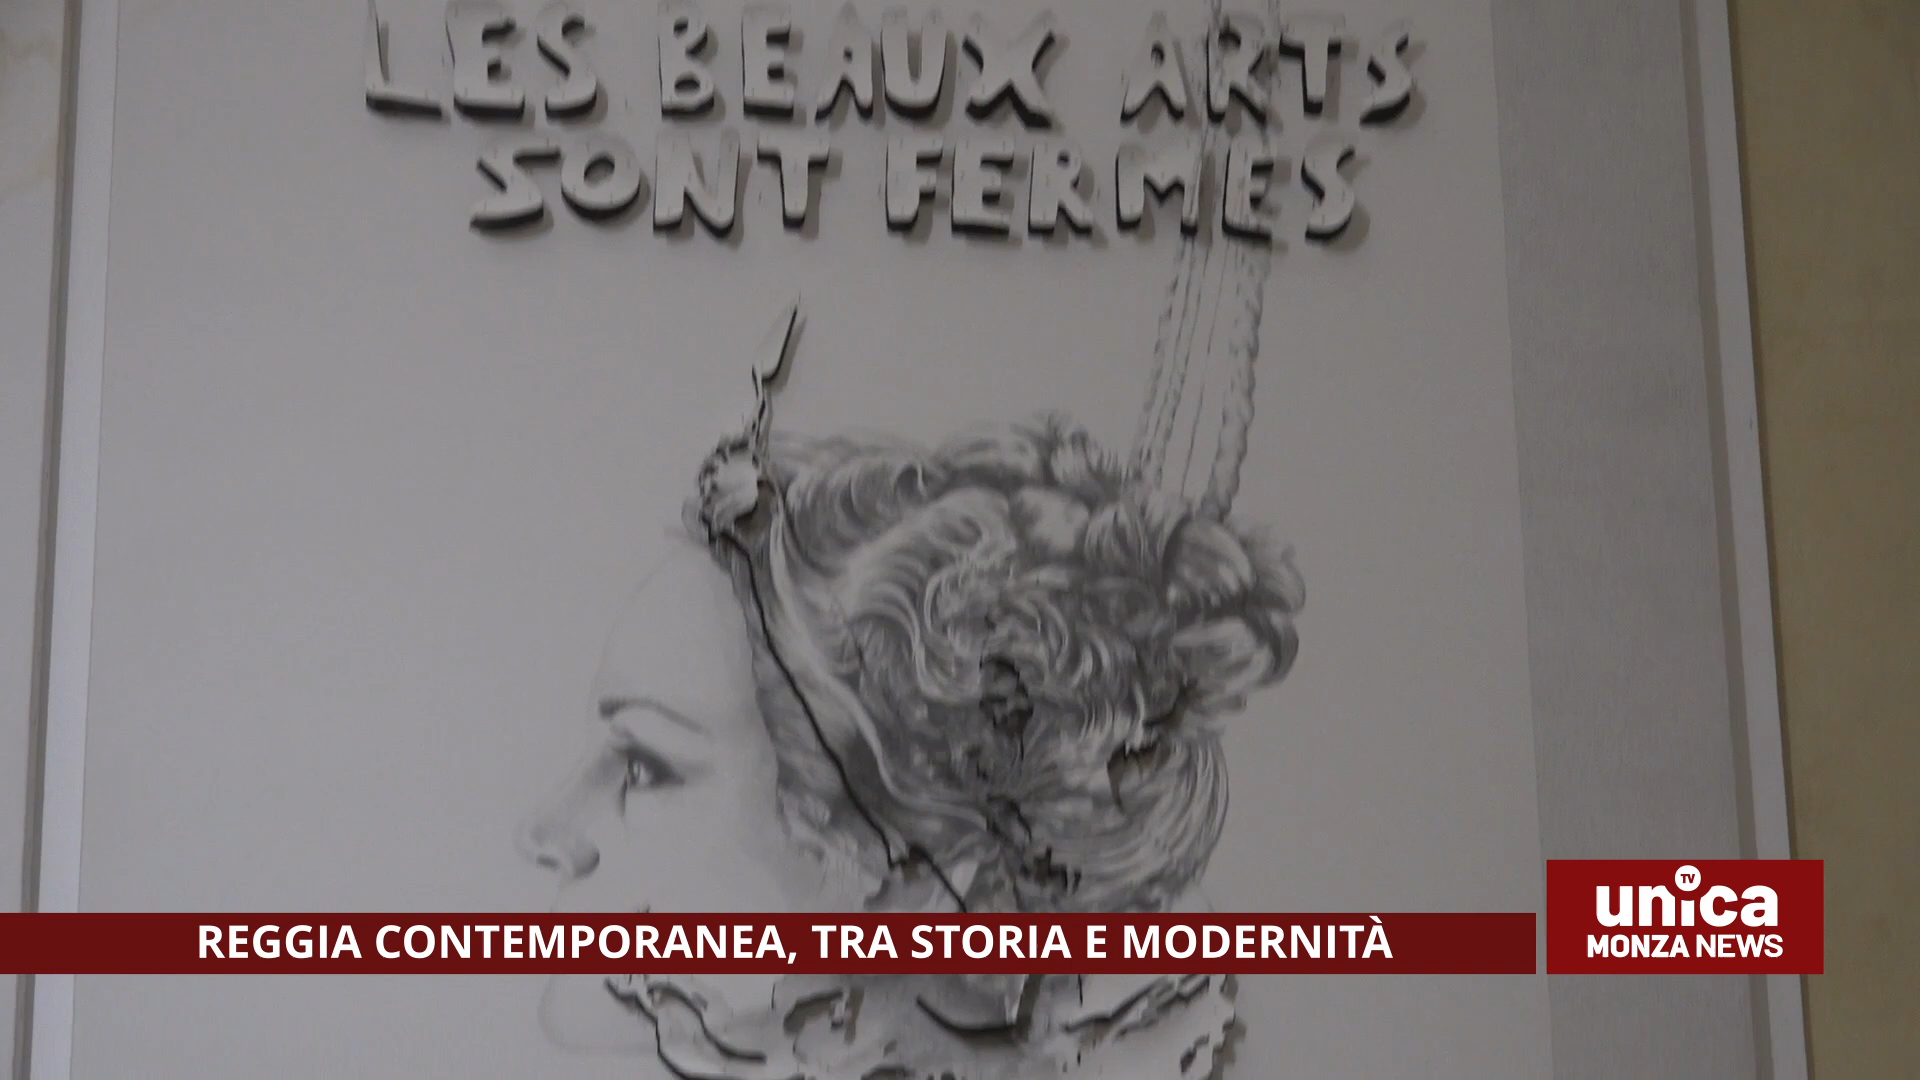 LES BEAUX ARTS
SONT FERMES
REGGIA CONTEMPORANEA, TRA STORIA E MODERNITÀ
TV
unica
MONZA NEWS